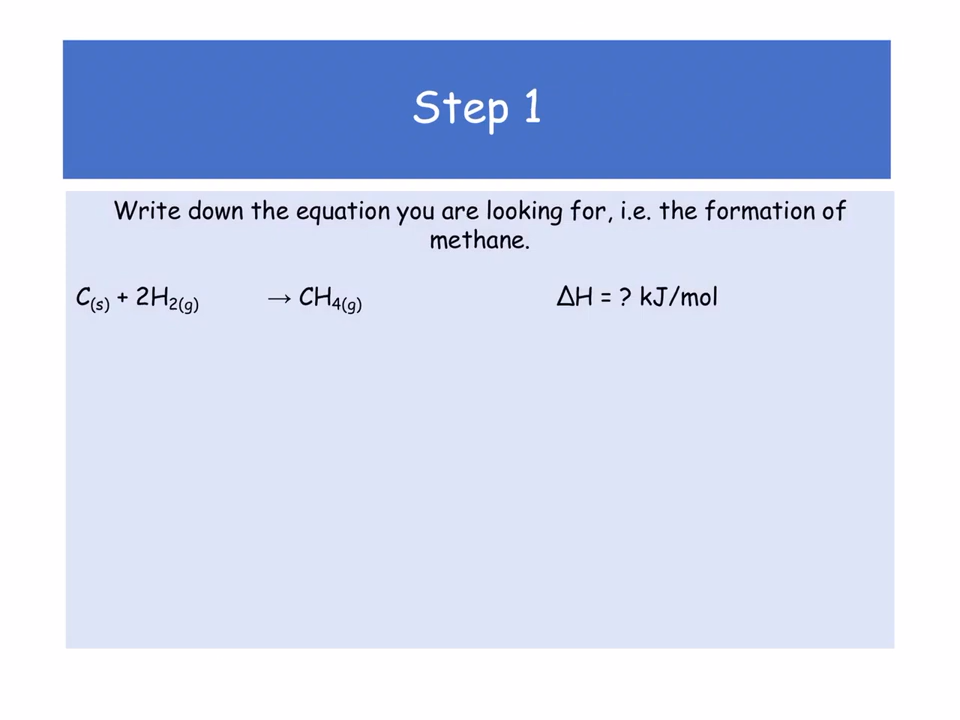 Step 1
Write down the equation you are looking for, i.e. the formation of
methane.
C(s) + 2H2(g) → CH4(g) ΔH = ? kJ/mol